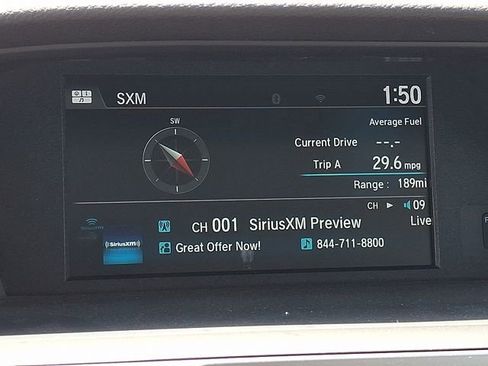 SXM 1:50
SW
Average Fuel
Current Drive --.-
Trip A 29.6 mpg
Range : 189mi
CH ► 09
CH 001 SiriusXM Preview Live
SiriusXM
Great Offer Now! 844-711-8800